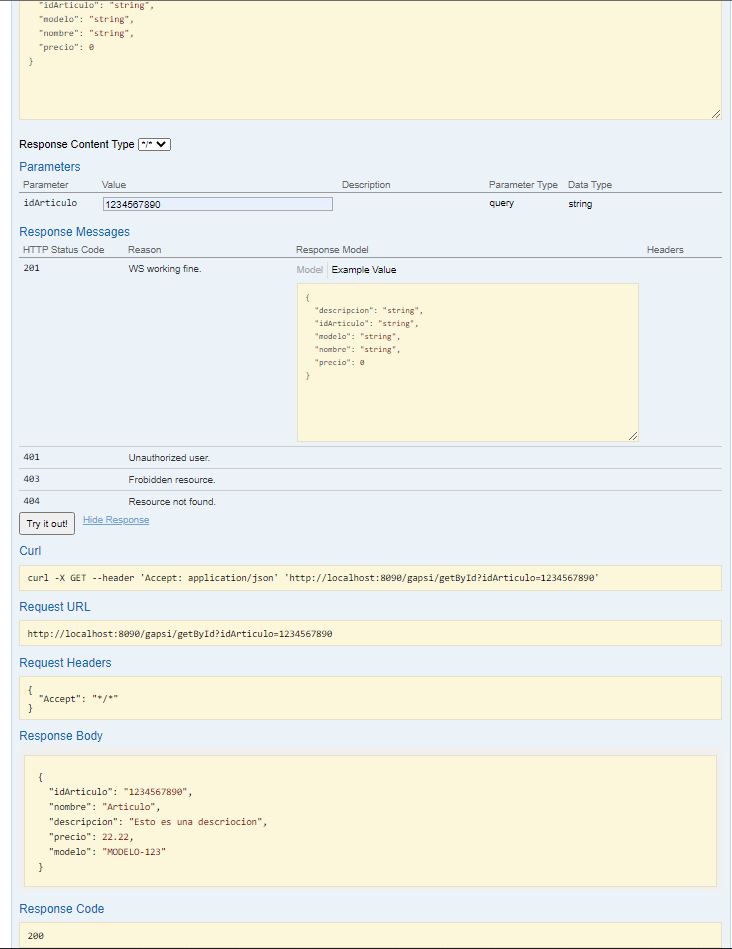 "idArticulo": "string",
"modelo": "string",
"nombre": "string",
"precio": 0
}
Response Content Type */*
Parameters
Parameter Value Description Parameter Type Data Type
idArticulo 1234567890 query string
Response Messages
HTTP Status Code Reason Response Model Headers
201 WS working fine. Model Example Value
{
"descripcion": "string",
"idArticulo": "string",
"modelo": "string",
"nombre": "string",
"precio": 0
}
401 Unauthorized user.
403 Frobidden resource.
404 Resource not found.
Try it out! Hide Response
Curl
curl -X GET --header 'Accept: application/json' 'http://localhost:8090/gapsi/getById?idArticulo=1234567890'
Request URL
http://localhost:8090/gapsi/getById?idArticulo=1234567890
Request Headers
{
"Accept": "*/*"
}
Response Body
{
"idArticulo": "1234567890",
"nombre": "Articulo",
"descripcion": "Esto es una descriocion",
"precio": 22.22,
"modelo": "MODELO-123"
}
Response Code
200